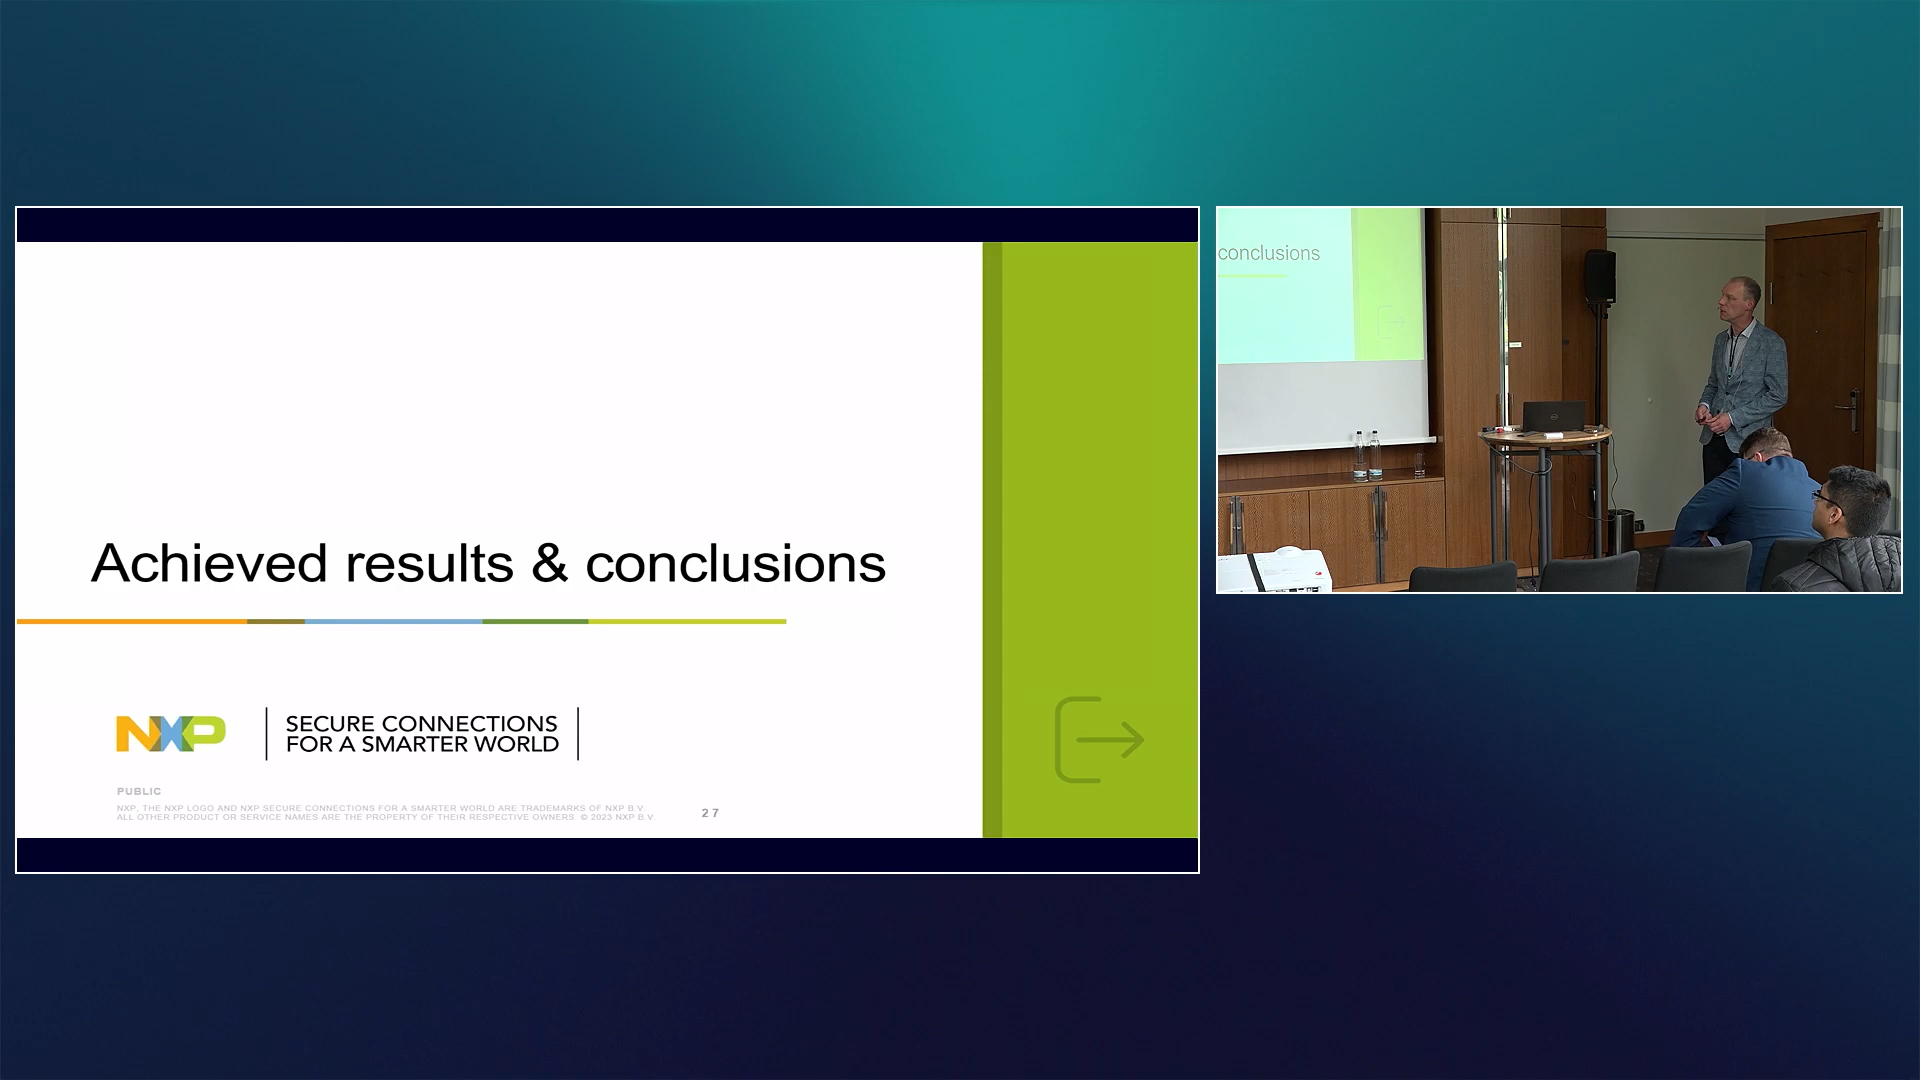 Achieved results & conclusions
NXP
SECURE CONNECTIONS
FOR A SMARTER WORLD
PUBLIC
NXP, THE NXP LOGO AND NXP SECURE CONNECTIONS FOR A SMARTER WORLD ARE TRADEMARKS OF NXP B.V.
ALL OTHER PRODUCT OR SERVICE NAMES ARE THE PROPERTY OF THEIR RESPECTIVE OWNERS. © 2023 NXP B.V.
27
conclusions